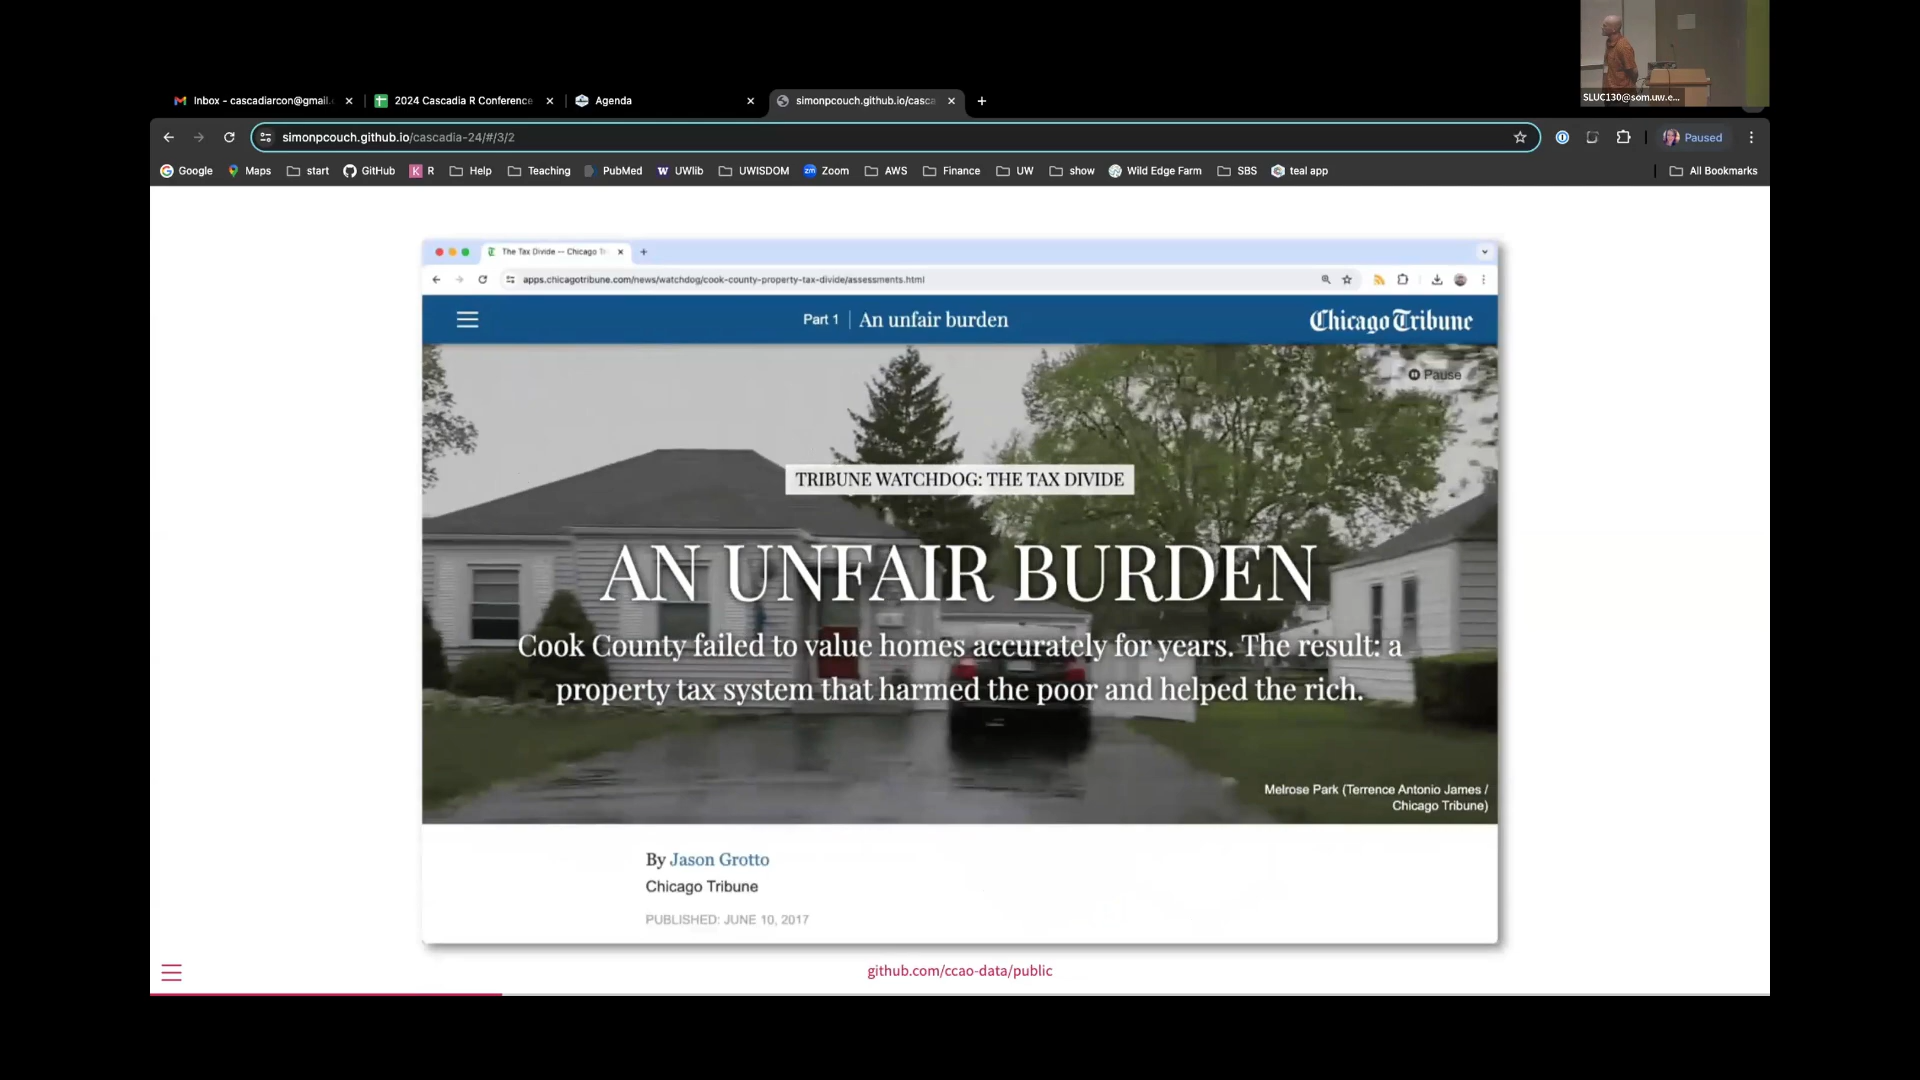 Inbox - cascadiarcon@gmail.
2024 Cascadia R Conference
Agenda
simonpcouch.github.io/casca
SLUC130@som.uw.e...
simonpcouch.github.io/cascadia-24/#/3/2
Paused
Google Maps start GitHub R Help Teaching PubMed UWlib UWISDOM Zoom AWS Finance UW show Wild Edge Farm SBS teal app All Bookmarks
The Tax Divide -- Chicago Tr
apps.chicagotribune.com/news/watchdog/cook-county-property-tax-divide/assessments.html
Part 1 | An unfair burden
Chicago Tribune
Pause
TRIBUNE WATCHDOG: THE TAX DIVIDE
AN UNFAIR BURDEN
Cook County failed to value homes accurately for years. The result: a
property tax system that harmed the poor and helped the rich.
Melrose Park (Terrence Antonio James /
Chicago Tribune)
By Jason Grotto
Chicago Tribune
PUBLISHED: JUNE 10, 2017
github.com/ccao-data/public